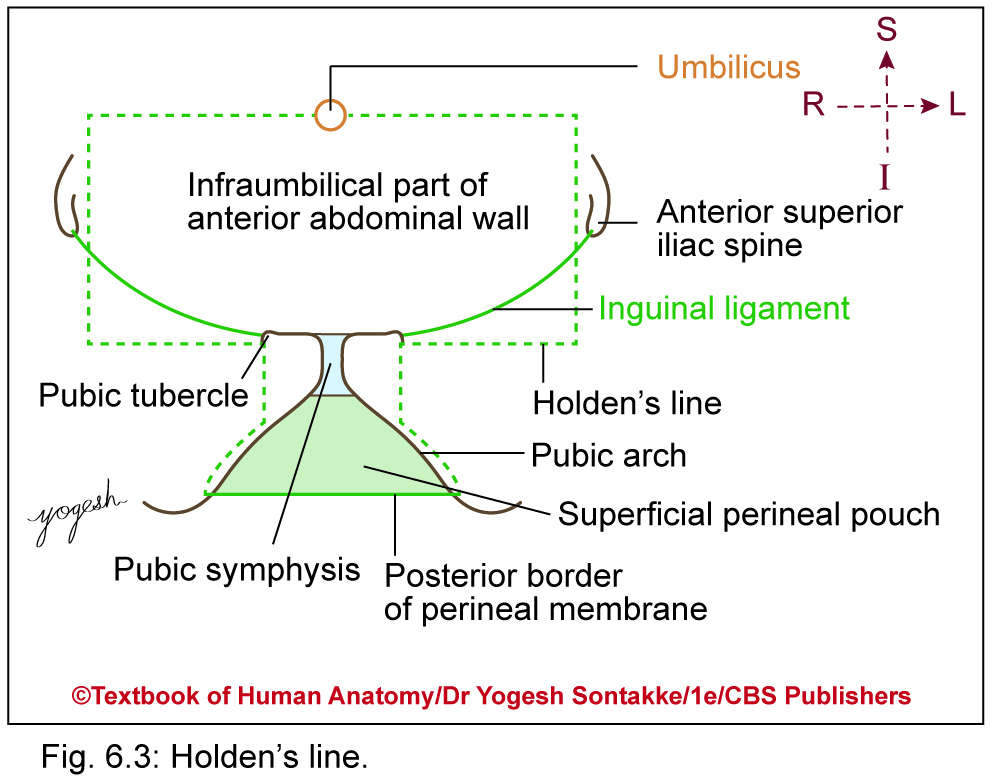 S
Umbilicus
R
L
I
Infraumbilical part of
anterior abdominal wall
Anterior superior
iliac spine
Inguinal ligament
Pubic tubercle
Holden’s line
Pubic arch
yogesh
Superficial perineal pouch
Pubic symphysis
Posterior border
of perineal membrane
©Textbook of Human Anatomy/Dr Yogesh Sontakke/1e/CBS Publishers
Fig. 6.3: Holden’s line.